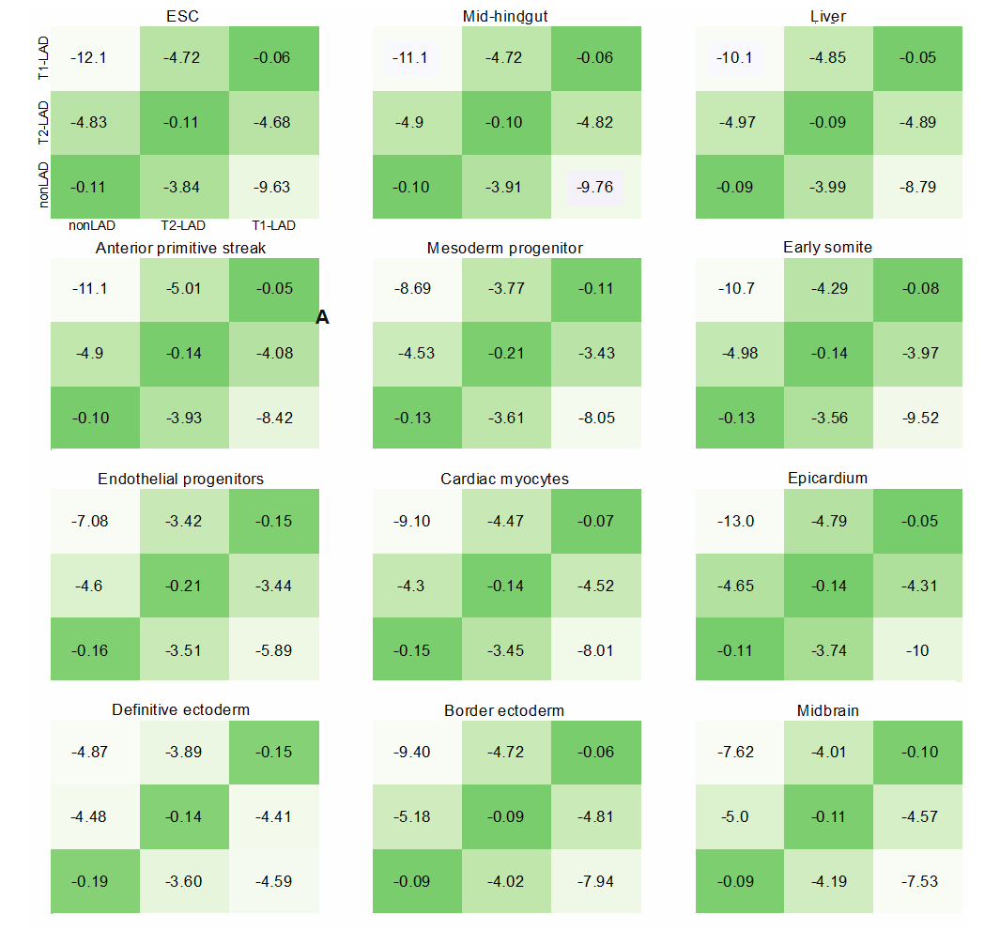 ESC Mid-hindgut Liver
T1-LAD -12.1 -4.72 -0.06 -11.1 -4.72 -0.06 -10.1 -4.85 -0.05
T2-LAD -4.83 -0.11 -4.68 -4.9 -0.10 -4.82 -4.97 -0.09 -4.89
nonLAD -0.11 -3.84 -9.63 -0.10 -3.91 -9.76 -0.09 -3.99 -8.79
nonLAD T2-LAD T1-LAD
Anterior primitive streak Mesoderm progenitor Early somite
-11.1 -5.01 -0.05 -8.69 -3.77 -0.11 -10.7 -4.29 -0.08
A
-4.9 -0.14 -4.08 -4.53 -0.21 -3.43 -4.98 -0.14 -3.97
-0.10 -3.93 -8.42 -0.13 -3.61 -8.05 -0.13 -3.56 -9.52
Endothelial progenitors Cardiac myocytes Epicardium
-7.08 -3.42 -0.15 -9.10 -4.47 -0.07 -13.0 -4.79 -0.05
-4.6 -0.21 -3.44 -4.3 -0.14 -4.52 -4.65 -0.14 -4.31
-0.16 -3.51 -5.89 -0.15 -3.45 -8.01 -0.11 -3.74 -10
Definitive ectoderm Border ectoderm Midbrain
-4.87 -3.89 -0.15 -9.40 -4.72 -0.06 -7.62 -4.01 -0.10
-4.48 -0.14 -4.41 -5.18 -0.09 -4.81 -5.0 -0.11 -4.57
-0.19 -3.60 -4.59 -0.09 -4.02 -7.94 -0.09 -4.19 -7.53